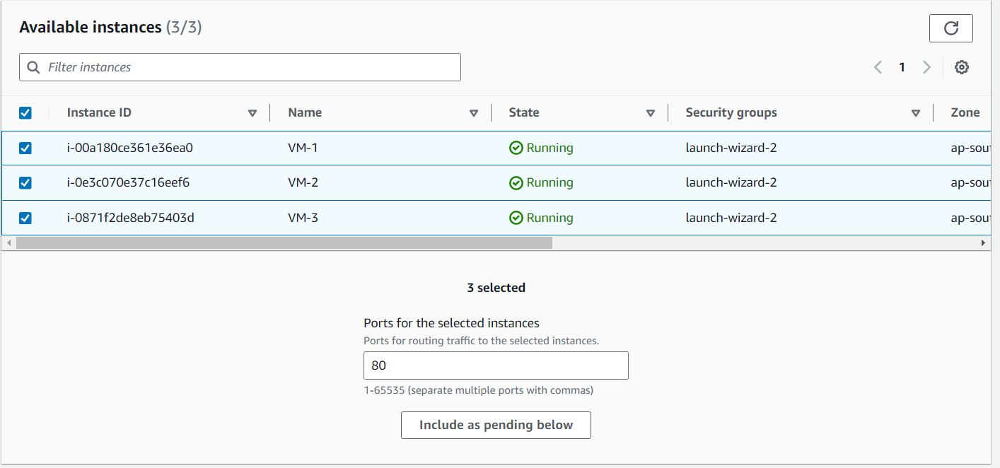 Available instances (3/3)
Filter instances
1
Instance ID Name State Security groups Zone
i-00a180ce361e36ea0 VM-1 Running launch-wizard-2 ap-sout
i-0e3c070e37c16eef6 VM-2 Running launch-wizard-2 ap-sout
i-0871f2de8eb75403d VM-3 Running launch-wizard-2 ap-sout
3 selected
Ports for the selected instances
Ports for routing traffic to the selected instances.
80
1-65535 (separate multiple ports with commas)
Include as pending below